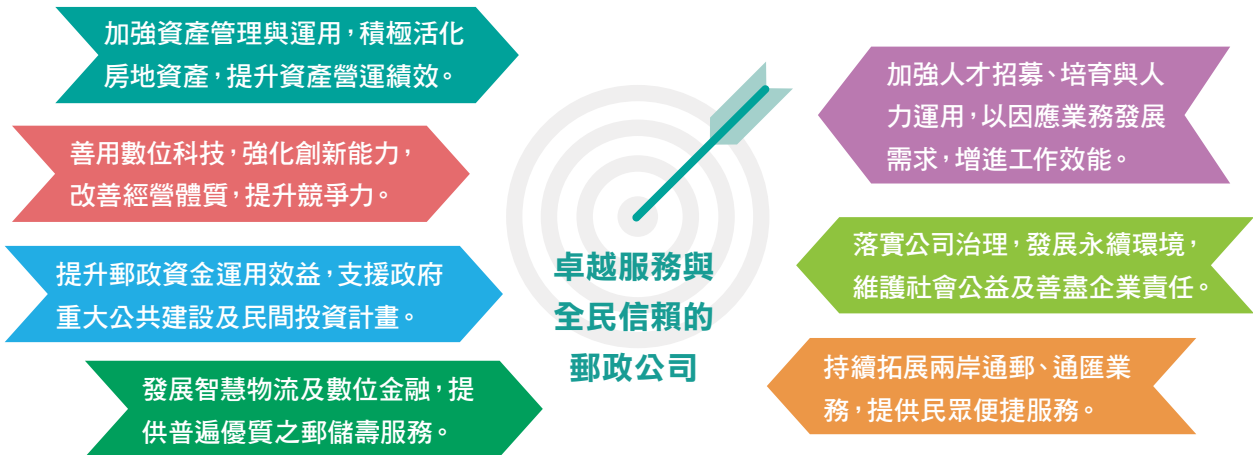 加強資產管理與運用，積極活化
房地資產，提升資產營運績效。
善用數位科技，強化創新能力，
改善經營體質，提升競爭力。
提升郵政資金運用效益，支援政府
重大公共建設及民間投資計畫。
發展智慧物流及數位金融，提
供普遍優質之郵儲壽服務。
卓越服務與
全民信賴的
郵政公司
加強人才招募、培育與人
力運用，以因應業務發展
需求，增進工作效能。
落實公司治理，發展永續環境，
維護社會公益及善盡企業責任。
持續拓展兩岸通郵、通匯業
務，提供民眾便捷服務。